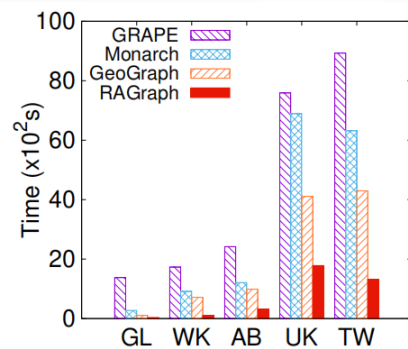 100
80
60
40
20
0
Time (x10²s)
GRAPE
Monarch
GeoGraph
RAGraph
GL WK AB UK TW